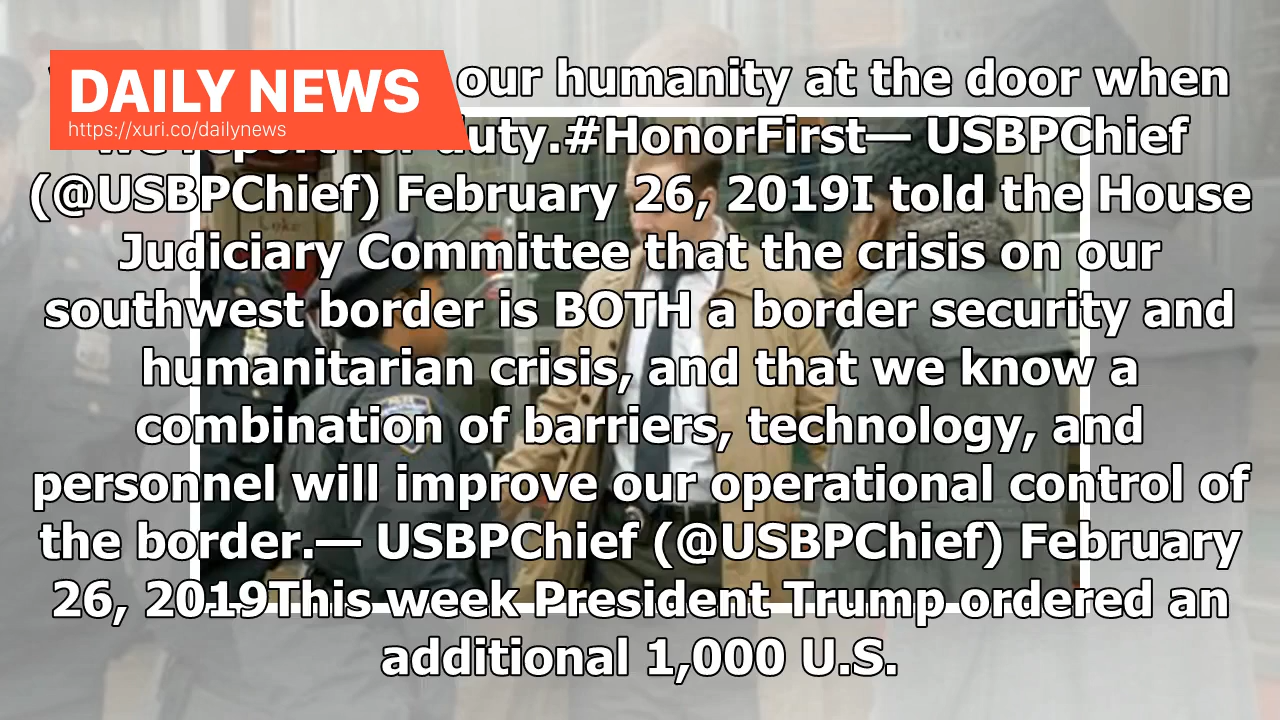 DAILY NEWS
https://xuri.co/dailynews
our humanity at the door when
duty.#HonorFirst— USBPChief
(@USBPChief) February 26, 2019I told the House
Judiciary Committee that the crisis on our
southwest border is BOTH a border security and
humanitarian crisis, and that we know a
combination of barriers, technology, and
personnel will improve our operational control of
the border.— USBPChief (@USBPChief) February
26, 2019This week President Trump ordered an
additional 1,000 U.S.